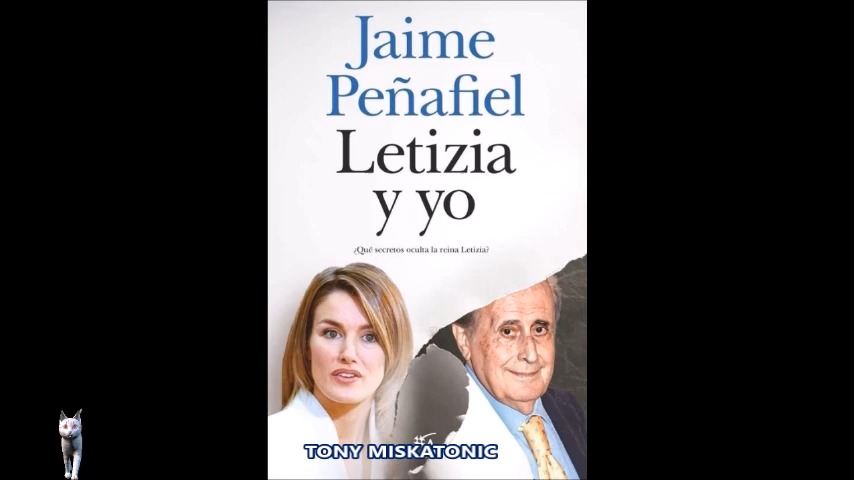 Jaime
Peñafiel
Letizia
y yo
¿Qué secretos oculta la reina Letizia?
TONY MISKATONIC